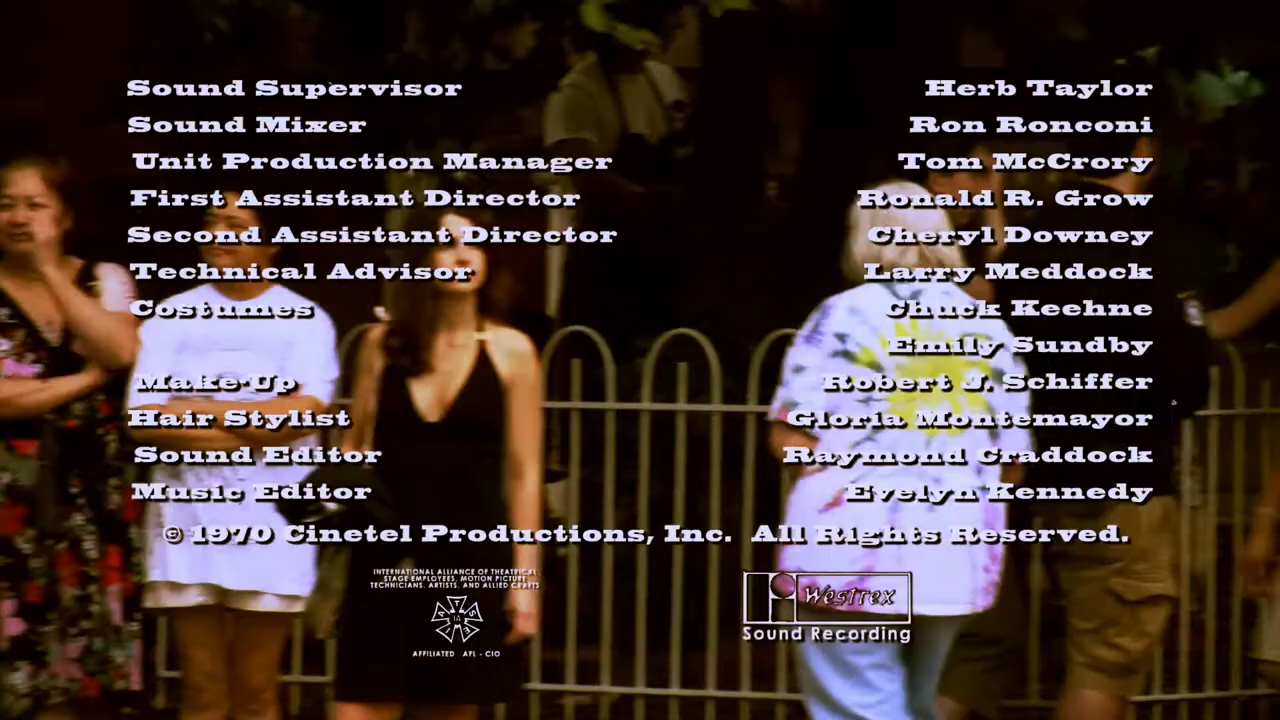 Sound Supervisor Herb Taylor
Sound Mixer Ron Ronconi
Unit Production Manager Tom McCrory
First Assistant Director Ronald R. Grow
Second Assistant Director Cheryl Downey
Technical Advisor Larry Meddock
Costumes Chuck Keehne
Emily Sundby
Make-Up Robert J. Schiffer
Hair Stylist Gloria Montemayor
Sound Editor Raymond Craddock
Music Editor Evelyn Kennedy
© 1970 Cinetel Productions, Inc. All Rights Reserved.
INTERNATIONAL ALLIANCE OF THEATRICAL
STAGE EMPLOYEES, MOTION PICTURE
TECHNICIANS, ARTISTS, AND ALLIED CRAFTS
I A T S E
AFFILIATED AFL - CIO
Westrex
Sound Recording